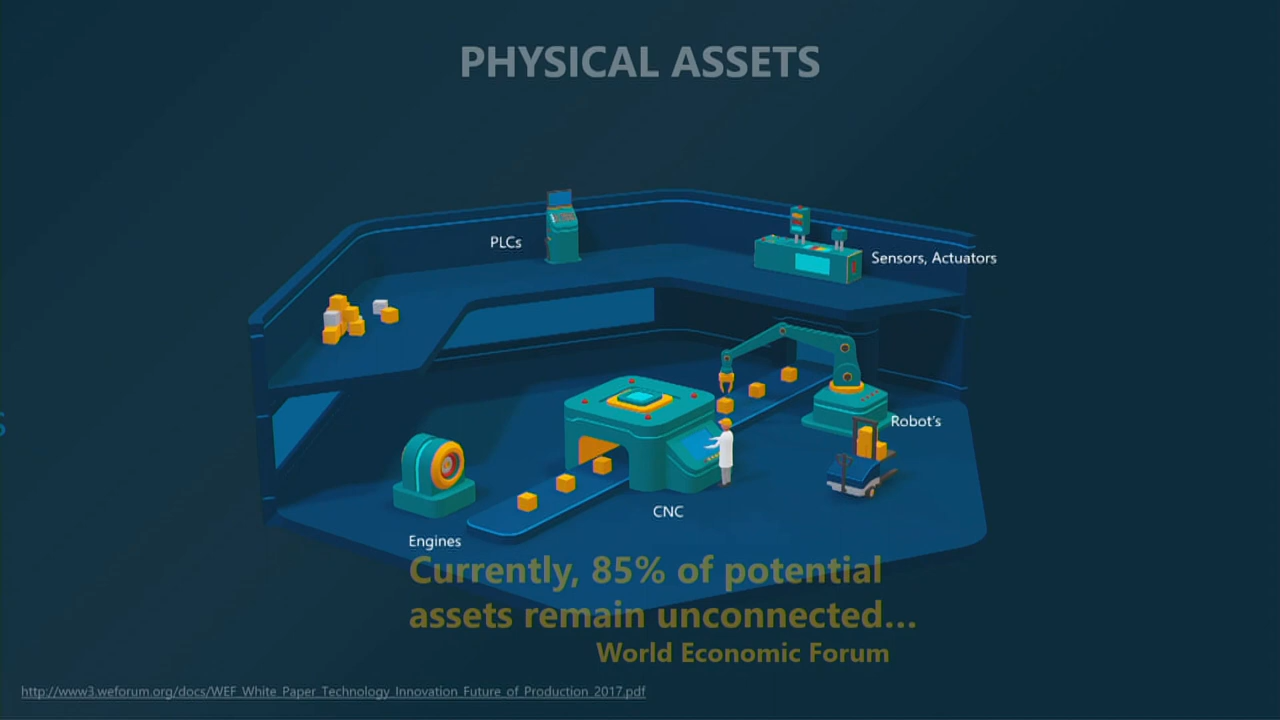 PHYSICAL ASSETS
PLCs
Sensors, Actuators
Robot's
CNC
Engines
Currently, 85% of potential
assets remain unconnected...
World Economic Forum
http://www3.weforum.org/docs/WEF_White_Paper_Technology_Innovation_Future_of_Production_2017.pdf